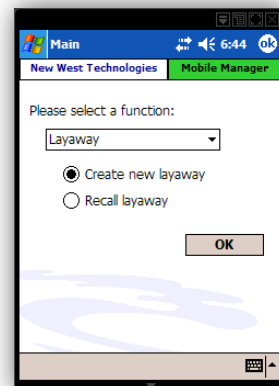 Main 6:44 ok
New West Technologies Mobile Manager
Please select a function:
Layaway
Create new layaway
Recall layaway
OK